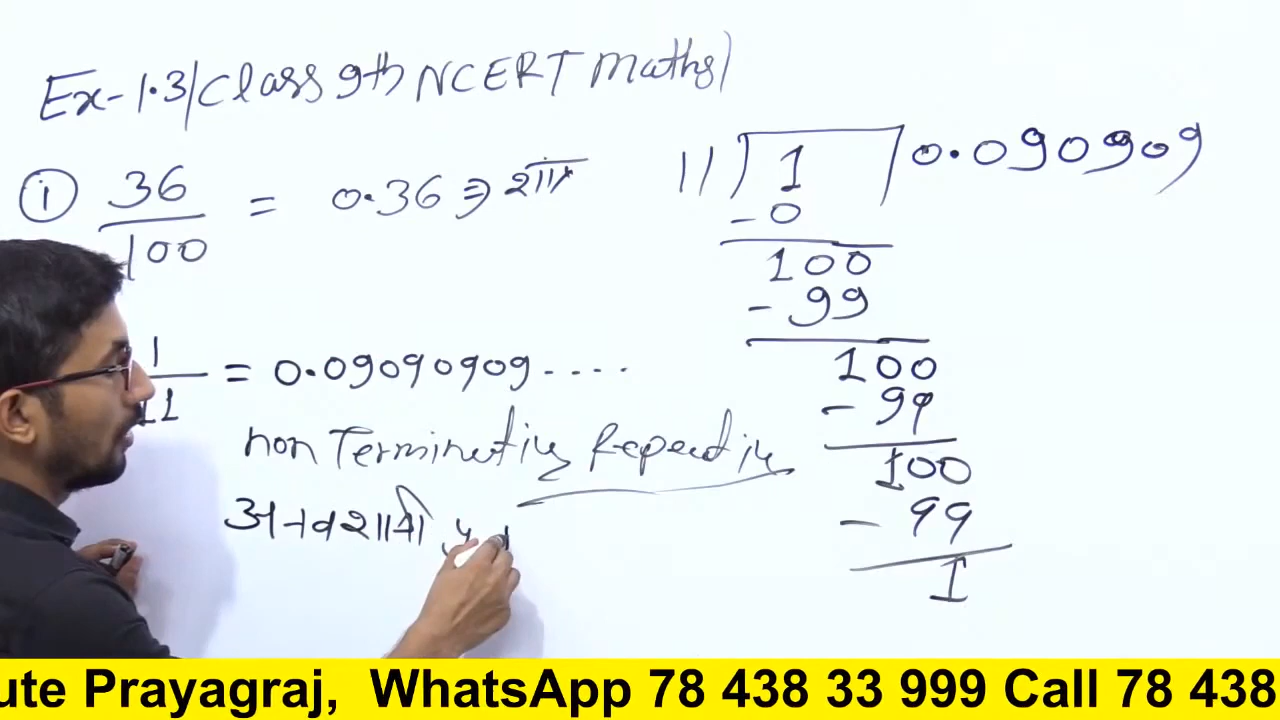 Ex-1.3/Class 9th NCERT Maths/
i 36/100 = 0.36 ⇒
1/11 = 0.09090909....
non Terminating Repeating
11 ) 1 ( 0.090909
- 0
100
- 99
100
- 99
100
- 99
1
ute Prayagraj, WhatsApp 78 438 33 999 Call 78 438